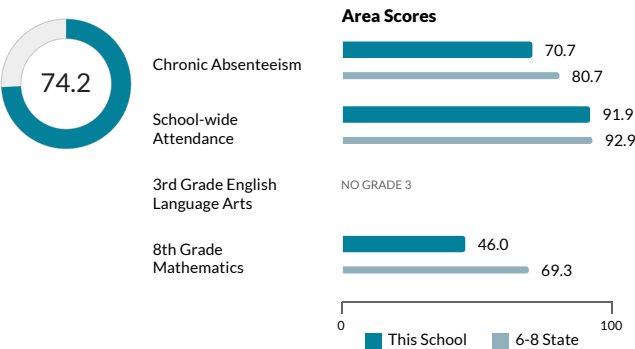 Area Scores
74.2
Chronic Absenteeism
70.7
80.7
School-wide
Attendance
91.9
92.9
3rd Grade English
Language Arts
NO GRADE 3
8th Grade
Mathematics
46.0
69.3
0
100
This School
6-8 State